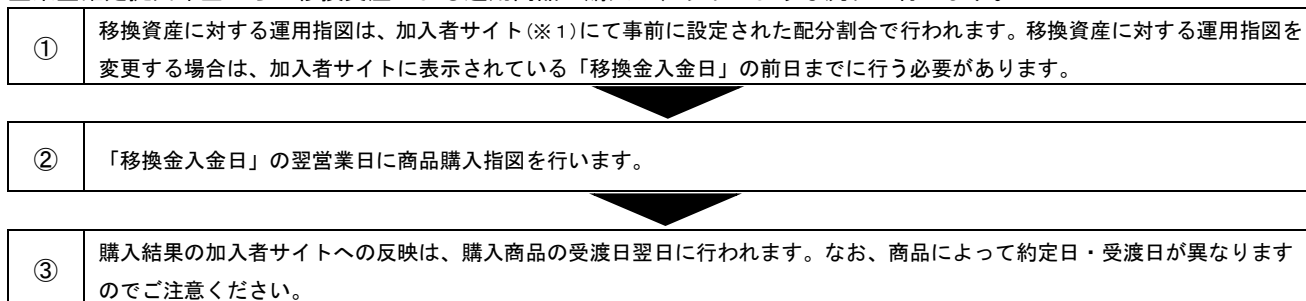 ①
移換資産に対する運用指図は、加入者サイト(※1)にて事前に設定された配分割合で行われます。移換資産に対する運用指図を
変更する場合は、加入者サイトに表示されている「移換金入金日」の前日までに行う必要があります。
②
「移換金入金日」の翌営業日に商品購入指図を行います。
③
購入結果の加入者サイトへの反映は、購入商品の受渡日翌日に行われます。なお、商品によって約定日・受渡日が異なります
のでご注意ください。